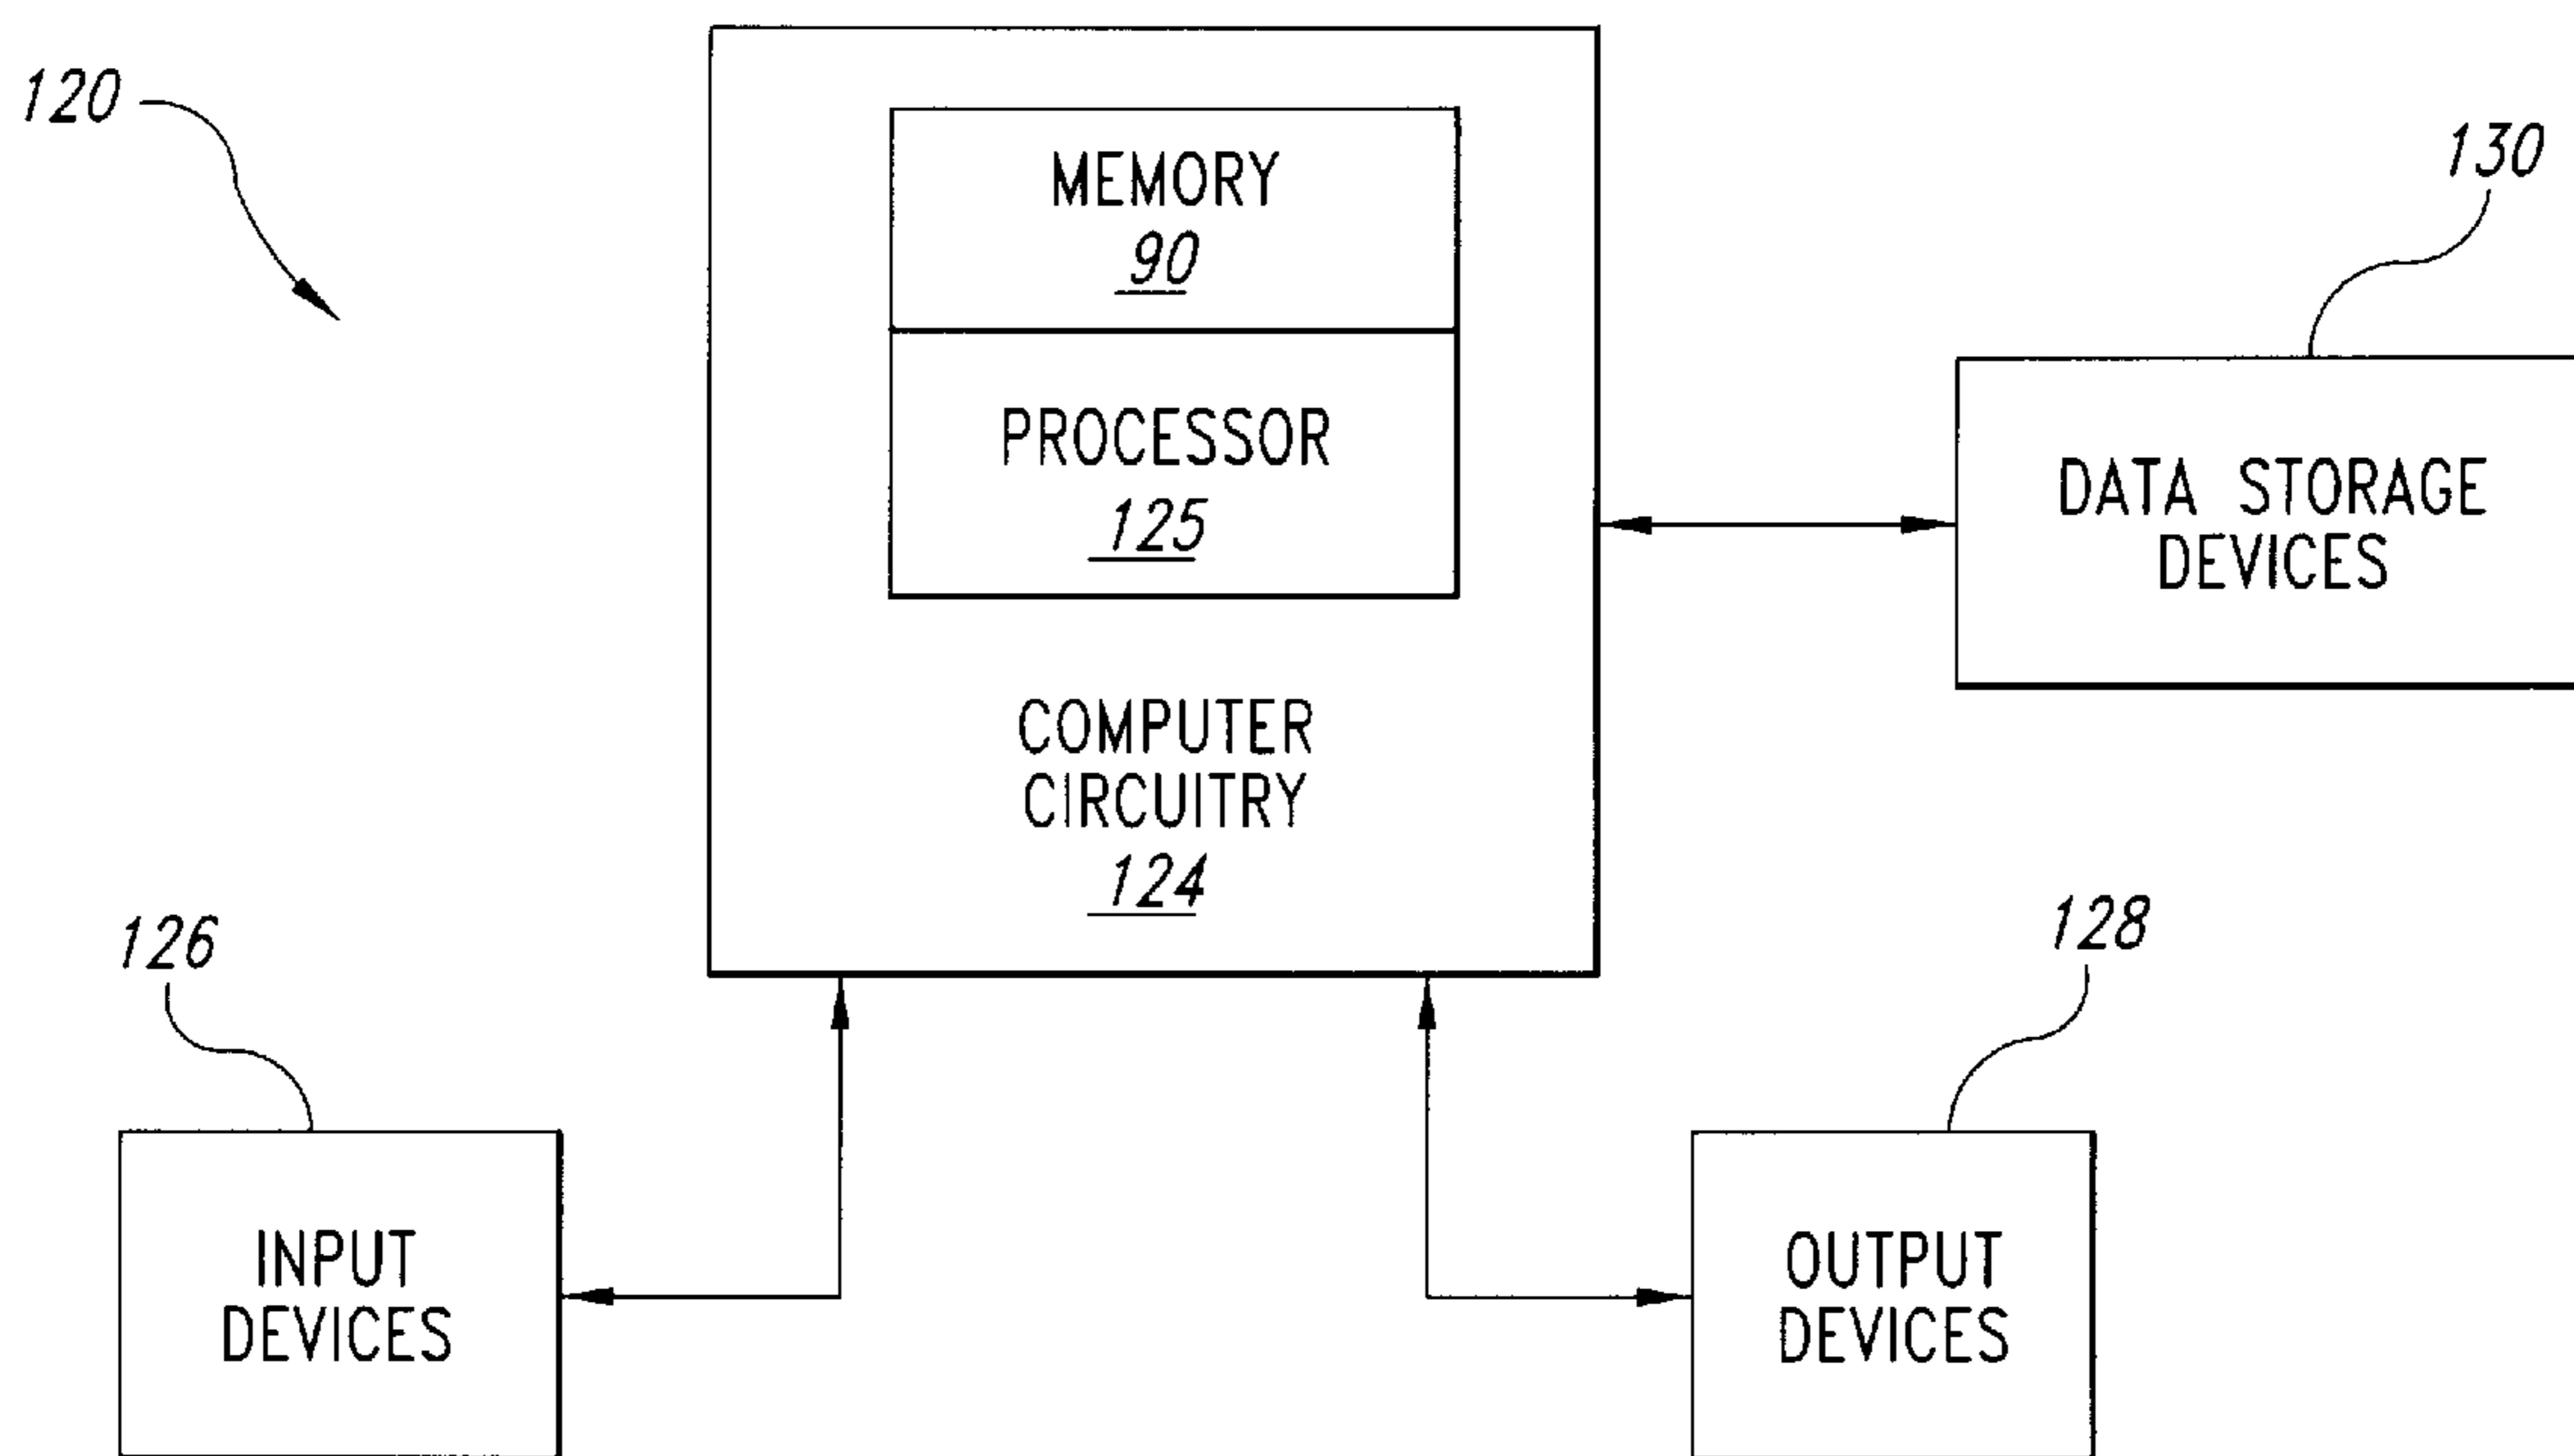 120
MEMORY
90
130
PROCESSOR
125
DATA STORAGE
DEVICES
COMPUTER
CIRCUITRY
124
126
128
INPUT
DEVICES
OUTPUT
DEVICES